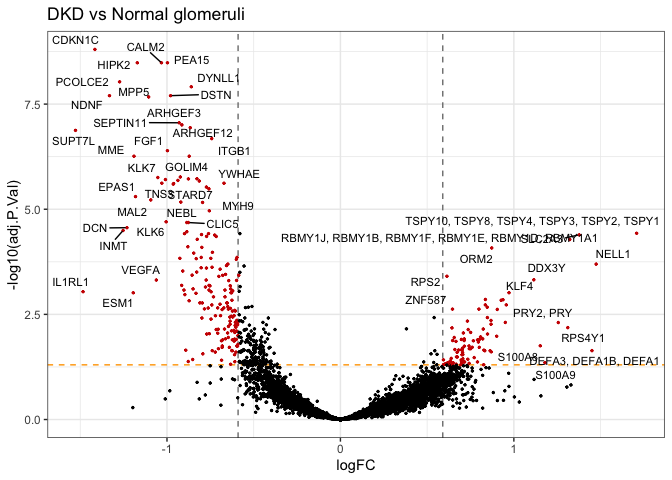 DKD vs Normal glomeruli
CDKN1C
CALM2
HIPK2
PEA15
PCOLCE2
DYNLL1
MPP5
DSTN
NDNF
ARHGEF3
SEPTIN11
ARHGEF12
SUPT7L
FGF1
MME
ITGB1
KLK7
GOLIM4
YWHAE
EPAS1
TNS3
STARD7
MYH9
MAL2
NEBL
DCN
CLIC5
KLK6
INMT
VEGFA
IL1RL1
ESM1
TSPY10, TSPY8, TSPY4, TSPY3, TSPY2, TSPY1
RBMY1J, RBMY1B, RBMY1F, RBMY1E, RBMY1D, RBMY1A1
ORM2
NELL1
DDX3Y
RPS2
KLF4
ZNF587
PRY2, PRY
RPS4Y1
S100A8
DEFA3, DEFA1B, DEFA1
S100A9
7.5
5.0
2.5
0.0
-1
0
1
logFC
-log10(adj.P.Val)